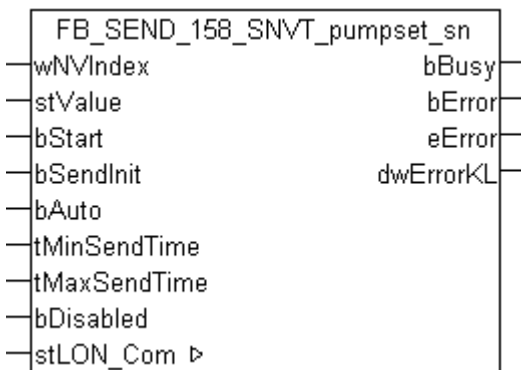 FB_SEND_158_SNVT_pumpset_sn
wNVIndex bBusy
stValue bError
bStart eError
bSendInit dwErrorKL
bAuto
tMinSendTime
tMaxSendTime
bDisabled
stLON_Com ▷